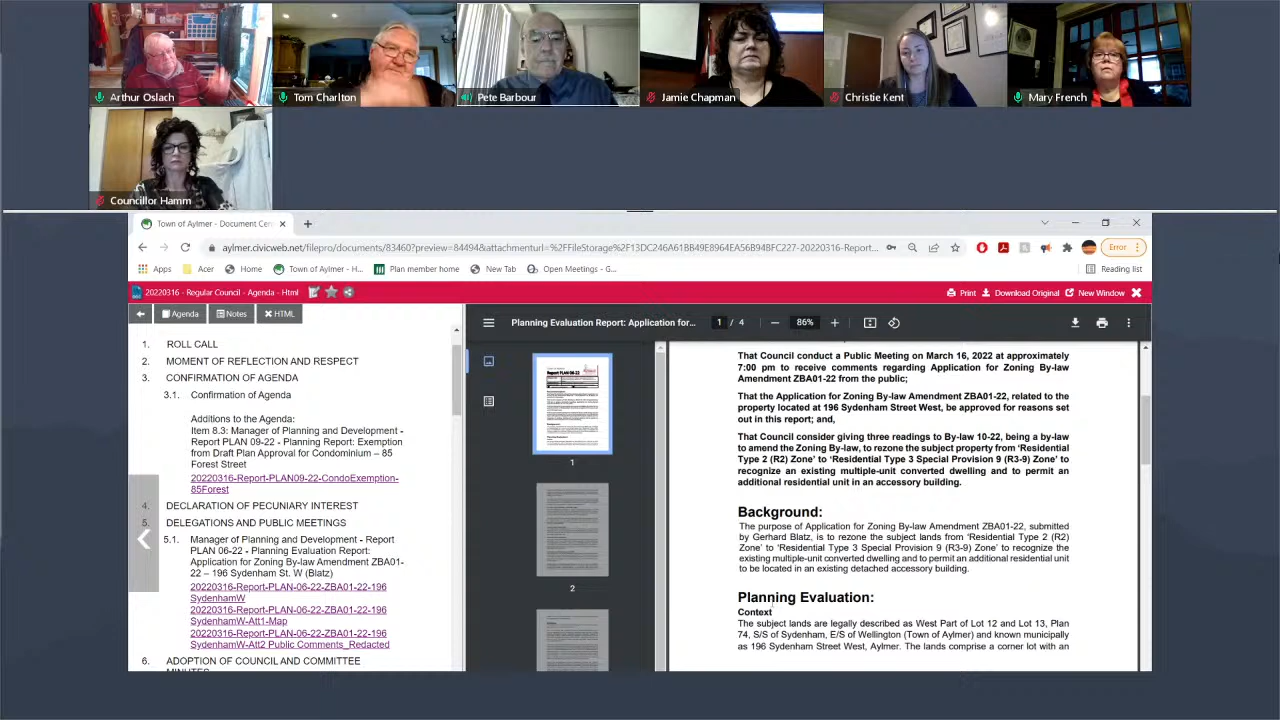 Arthur Oslach
Tom Charlton
Pete Barbour
Jamie Chapman
Christie Kent
Mary French
Councillor Hamm
Town of Aylmer - Document Cen
aylmer.civicweb.net/filepro/documents/83460?preview=84494&attachmenturl=%2FFileStorage%2F13DC246A61BB49E8964EA56B94BFC227-20220316-Report...
Error
Apps
Acer
Home
Town of Aylmer - H...
Plan member home
New Tab
Open Meetings - G...
Reading list
20220316 - Regular Council - Agenda - Html
Print
Download Original
New Window
Agenda
Notes
HTML
Planning Evaluation Report: Application for...
1 / 4
86%
1. ROLL CALL
2. MOMENT OF REFLECTION AND RESPECT
3. CONFIRMATION OF AGENDA
3.1. Confirmation of Agenda
Additions to the Agenda:
Item 8.3: Manager of Planning and Development -
Report PLAN 09-22 - Planning Report: Exemption
from Draft Plan Approval for Condominium – 85
Forest Street
20220316-Report-PLAN09-22-CondoExemption-
85Forest
4. DECLARATION OF PECUNIARY INTEREST
5. DELEGATIONS AND PUBLIC MEETINGS
5.1. Manager of Planning and Development - Report
PLAN 06-22 - Planning Evaluation Report:
Application for Zoning By-law Amendment ZBA01-
22 – 196 Sydenham St. W (Blatz)
20220316-Report-PLAN-06-22-ZBA01-22-196
SydenhamW
20220316-Report-PLAN-06-22-ZBA01-22-196
SydenhamW-Att1-Map
20220316-Report-PLAN-06-22-ZBA01-22-196
SydenhamW-Att2 Public Comments_Redacted
6. ADOPTION OF COUNCIL AND COMMITTEE
MINUTES
Report PLAN 06-22
1
2
That Council conduct a Public Meeting on March 16, 2022 at approximately
7:00 pm to receive comments regarding Application for Zoning By-law
Amendment ZBA01-22 from the public;
That the Application for Zoning By-law Amendment ZBA01-22, related to the
property located at 196 Sydenham Street West, be approved for reasons set
out in this report; and,
That Council consider giving three readings to By-law 10-22, being a by-law
to amend the Zoning By-law, to rezone the subject property from ‘Residential
Type 2 (R2) Zone’ to ‘Residential Type 3 Special Provision 9 (R3-9) Zone’ to
recognize an existing multiple-unit converted dwelling and to permit an
additional residential unit in an accessory building.
Background:
The purpose of Application for Zoning By-law Amendment ZBA01-22, submitted
by Gerhard Blatz, is to rezone the subject lands from ‘Residential Type 2 (R2)
Zone’ to ‘Residential Type 3 Special Provision 9 (R3-9) Zone’ to recognize the
existing multiple-unit converted dwelling and to permit an additional residential unit
to be located in an existing detached accessory building.
Planning Evaluation:
Context
The subject lands are legally described as West Part of Lot 12 and Lot 13, Plan
74, S/S of Sydenham, E/S of Wellington (Town of Aylmer) and known municipally
as 196 Sydenham Street West, Aylmer. The lands comprise a corner lot with an